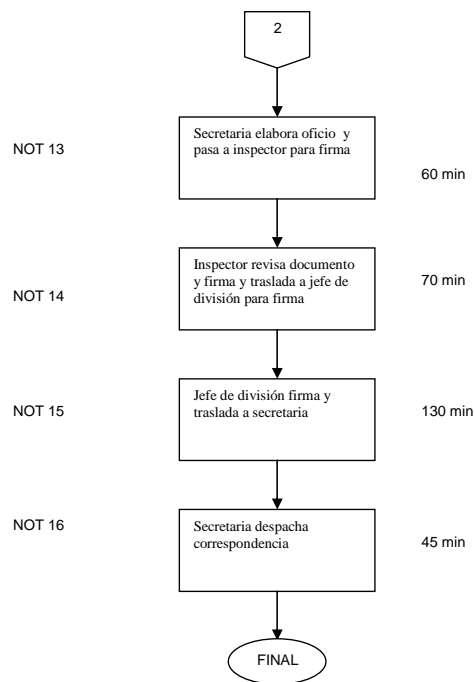 2
NOT 13
Secretaria elabora oficio y
pasa a inspector para firma
60 min
NOT 14
Inspector revisa documento
y firma y traslada a jefe de
división para firma
70 min
NOT 15
Jefe de división firma y
traslada a secretaria
130 min
NOT 16
Secretaria despacha
correspondencia
45 min
FINAL